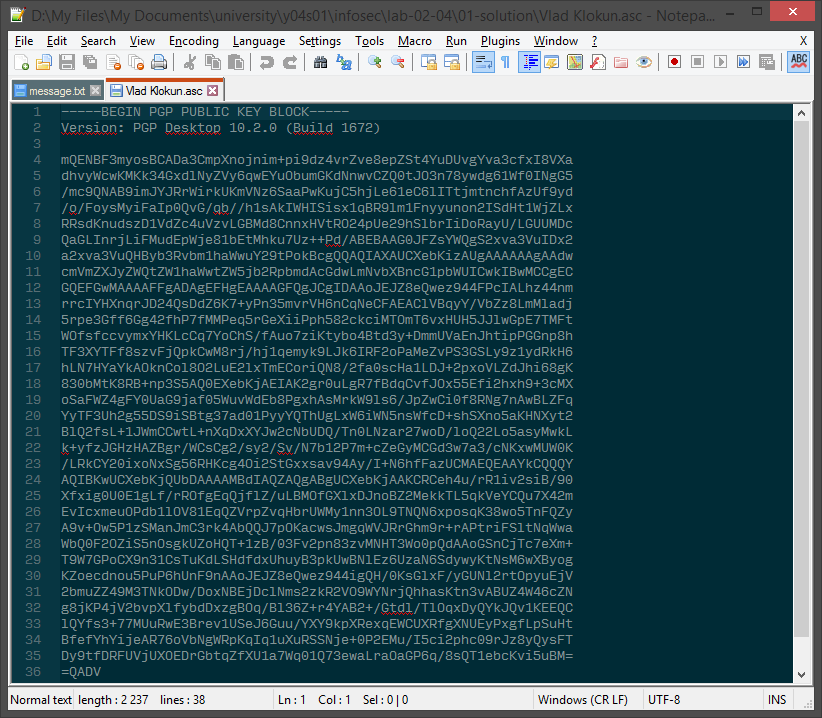 D:\My Files\My Documents\university\y04s01\infosec\lab-02-04\01-solution\Vlad Klokun.asc - Notepa...
File Edit Search View Encoding Language Settings Tools Macro Run Plugins Window ? X
message.txt Vlad Klokun.asc
1 -----BEGIN PGP PUBLIC KEY BLOCK-----
2 Version: PGP Desktop 10.2.0 (Build 1672)
3
4 mQENBF3myosBCADa3CmpXnojnim+pi9dz4vrZve8epZSt4YuDUvgYva3cfxI8VXa
5 dhvyWcwKMKk34GxdlNyZVy6qwEYuObumGKdNnwvCZQ0tJO3n78ywdg61Wf0INgG5
6 /mc9QNAB9imJYJRrWirkUKmVNz6SaaPwKujC5hjLe61eC6lITtjmtnchfAzUf9yd
7 /o/FoysMyiFaIp0QvG/qb//h1sAkIWHISisx1qBR9lm1Fnyyunon2ISdHt1WjZLx
8 RRsdKnudszD1VdZc4uVzvLGBMd8CnnxHVtRO24pUe29hSlbrIiDoRayU/LGUUMDc
9 QaGLInrjLiFMudEpWje81bEtMhku7Uz++Pd/ABEBAAG0JFZsYWQgS2xva3VuIDx2
10 a2xva3VuQHByb3Rvbm1haWwuY29tPokBcgQQAQIAXAUCXebKizAUgAAAAAAgAAdw
11 cmVmZXJyZWQtZW1haWwtZW5jb2RpbmdAcGdwLmNvbXBncG1pbWUICwkIBwMCCgEC
12 GQEFGwMAAAAFFgADAgEFHgEAAAAGFQgJCgIDAAoJEJZ8eQwez944FPcIALhz44nm
13 rrcIYHXnqrJD24QsDdZ6K7+yPn35mvrVH6nCqNeCFAEAClVBqyY/VbZz8LmMladj
14 5rpe3Gff6Gg42fhP7fMMPeq5rGeXiiPph582ckciMTOmT6vxHUH5JJlwGpE7TMFt
15 WOfsfccvymxYHKLcCq7YoChS/fAuo7ziKtybo4Btd3y+DmmUVaEnJhtipPGGnp8h
16 TF3XYTFf8szvFjQpkCwM8rj/hj1qemyk9LJk6IRF2oPaMeZvPS3GSLy9z1ydRkH6
17 hLN7HYaYkAOknCol8O2LuE2lxTmECoriQN8/2fa0scHa1LDJ+2pxoVLZdJhi68gK
18 830bMtK8RB+np3S5AQ0EXebKjAEIAK2gr0uLgR7fBdqCvfJOx55Efi2hxh9+3cMX
19 oSaFWZ4gFY0UaG9jaf05WuvWdEb8PgxhAsMrkW9ls6/JpZwCi0f8RNg7nAwBLZFq
20 YyTF3Uh2g55DS9iSBtg37ad01PyyYQThUgLxW6iWN5nsWfcD+shSXno5aKHNXyt2
21 BlQ2fsL+1JWmCCwtL+nXqDxXYJw2cNbUDQ/Tn0LNzar27woD/loQ22Lo5asyMwkL
22 k+yfzJGHzHAZBgr/WCsCg2/sy2/Sv/N7b12P7m+cZeGyMCGd3w7a3/cNKxwMUW0K
23 /LRkCY20ixoNxSg56RHKcg4Oi2StGxxsav94Ay/I+N6hfFazUCMAEQEAAYkCQQQY
24 AQIBKwUCXebKjQUbDAAAAMBdIAQZAQgABgUCXebKjAAKCRCeh4u/rR1iv2siB/90
25 Xfxig0U0E1gLf/rROfgEqQjflZ/uLBMOfGXlxDJnoBZ2MekkTL5qkVeYCQu7X42m
26 EvIcxmeuOPdb1lOV81EqQZVrpZvqHbrUWMy1nn3OL9TNQN6xposqK38wo5TnFQZy
27 A9v+Ow5P1zSManJmC3rk4AbQQJ7pOKacwsJmgqWVJRrGhm9r+rAPtriFSltNqWwa
28 WbQ0F2OZiS5nOsgkUZoHQT+1zB/03Fv2pn83zvMNHT3Wo0pQdAAoGSnCjTc7eXm+
29 T9W7GPoCX9n31CsTuKdLSHdfdxUhuyB3pkUwBNlEz6UzaN6SdywyKtNsM6wXByog
30 KZoecdnou5PuP6hUnF9nAAoJEJZ8eQwez944igQH/0KsGlxF/yGUNl2rtOpyuEjV
31 2bmuZZ49M3TNkODw/DoxNBEjDclNms2zkR2VO9WYNrjQhhasKtn3vABUZ4W46cZN
32 g8jKP4jV2bvpXlfybdDxzgBOq/Bl36Z+r4YAB2+/Gtdl/TlOqxDyQYkJQv1KEEQC
33 lQYfs3+77MUuRwE3Brev1USeJ6Guu/YXY9kpXRexqEWCUXRfgXNUEyPxgfLpSuHt
34 BfefYhYijeAR76oVbNgWRpKqIq1uXuRSSNje+0P2EMu/I5ci2phc09rJz8yQysFT
35 Dy9tfDRFUVjUXOEDrGbtqZfXU1a7Wq01Q73ewaLraOaGP6q/8sQT1ebcKvi5uBM=
36 =QADV
Normal text length : 2 237 lines : 38 Ln : 1 Col : 1 Sel : 0 | 0 Windows (CR LF) UTF-8 INS